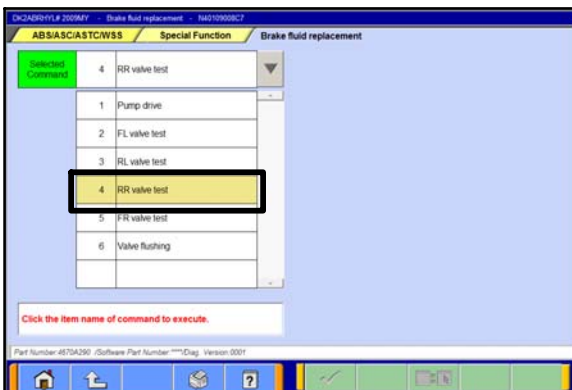 DK2ABRHYL# 2009MY - Brake fluid replacement - N40109008C7
ABS/ASC/ASTC/WSS Special Function Brake fluid replacement
Selected Command 4 RR valve test
1 Pump drive
2 FL valve test
3 RL valve test
4 RR valve test
5 FR valve test
6 Valve flushing
Click the item name of command to execute.
Part Number:4670A290 /Software Part Number:****/Diag. Version:0001
?